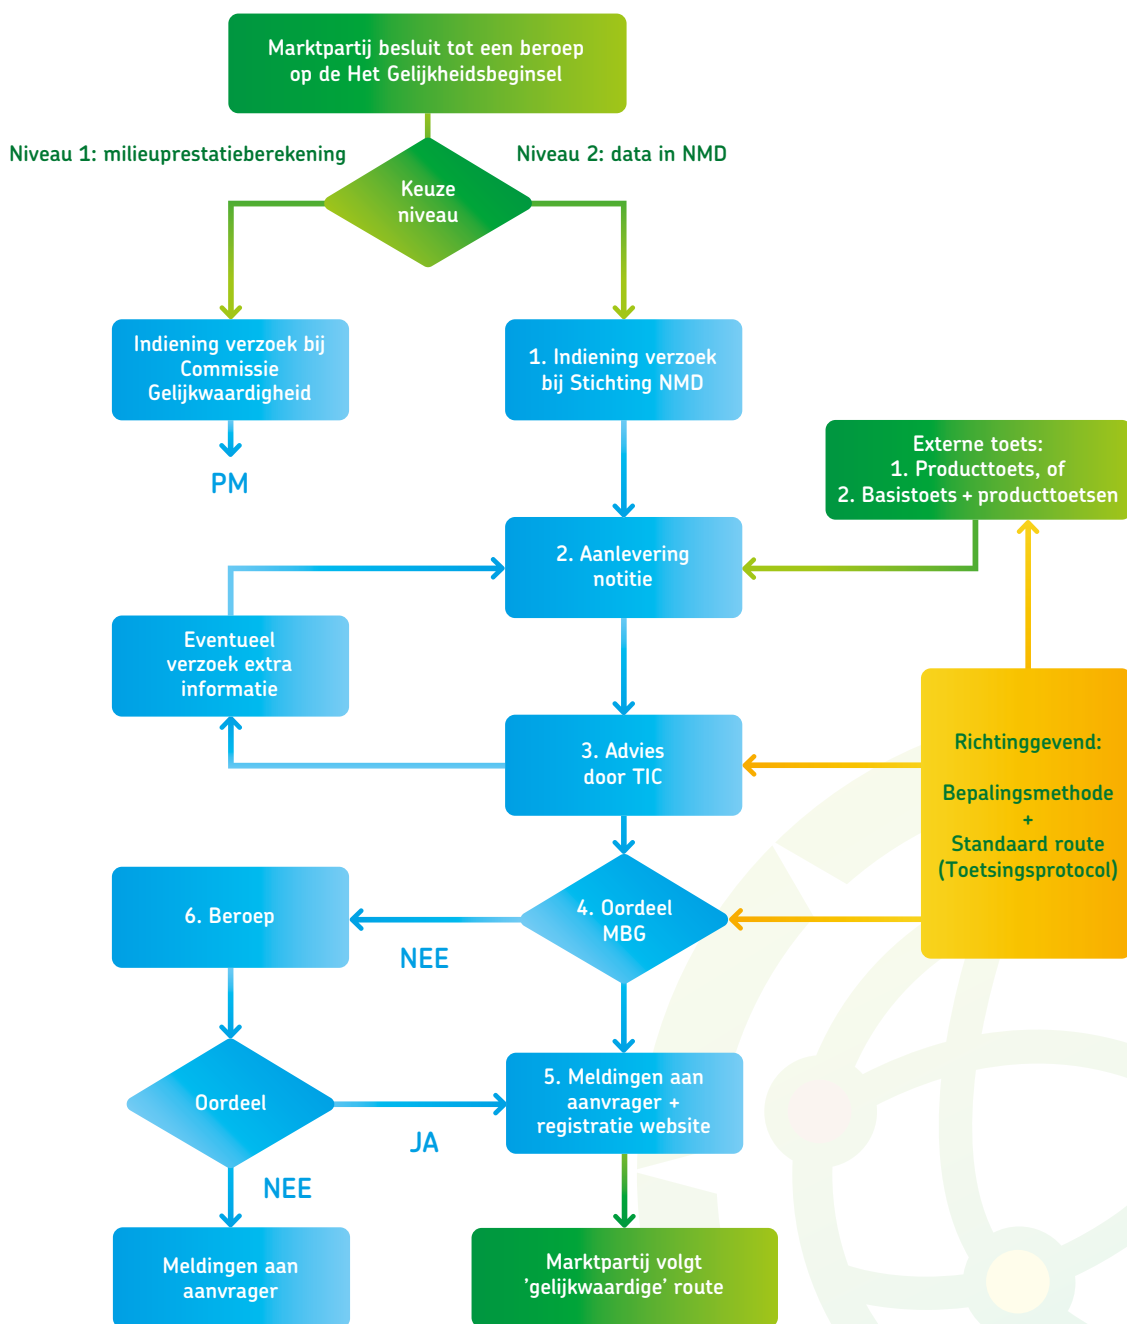 Marktpartij besluit tot een beroep
op de Het Gelijkheidsbeginsel
Niveau 1: milieuprestatieberekening
Niveau 2: data in NMD
Keuze
niveau
Indiening verzoek bij
Commissie
Gelijkwaardigheid
1. Indiening verzoek
bij Stichting NMD
PM
Externe toets:
1. Producttoets, of
2. Basistoets + producttoetsen
2. Aanlevering
notitie
Eventueel
verzoek extra
informatie
3. Advies
door TIC
Richtinggevend:
Bepalingsmethode
+
Standaard route
(Toetsingsprotocol)
6. Beroep
4. Oordeel
MBG
NEE
Oordeel
5. Meldingen aan
aanvrager +
registratie website
JA
NEE
Meldingen aan
aanvrager
Marktpartij volgt
'gelijkwaardige' route